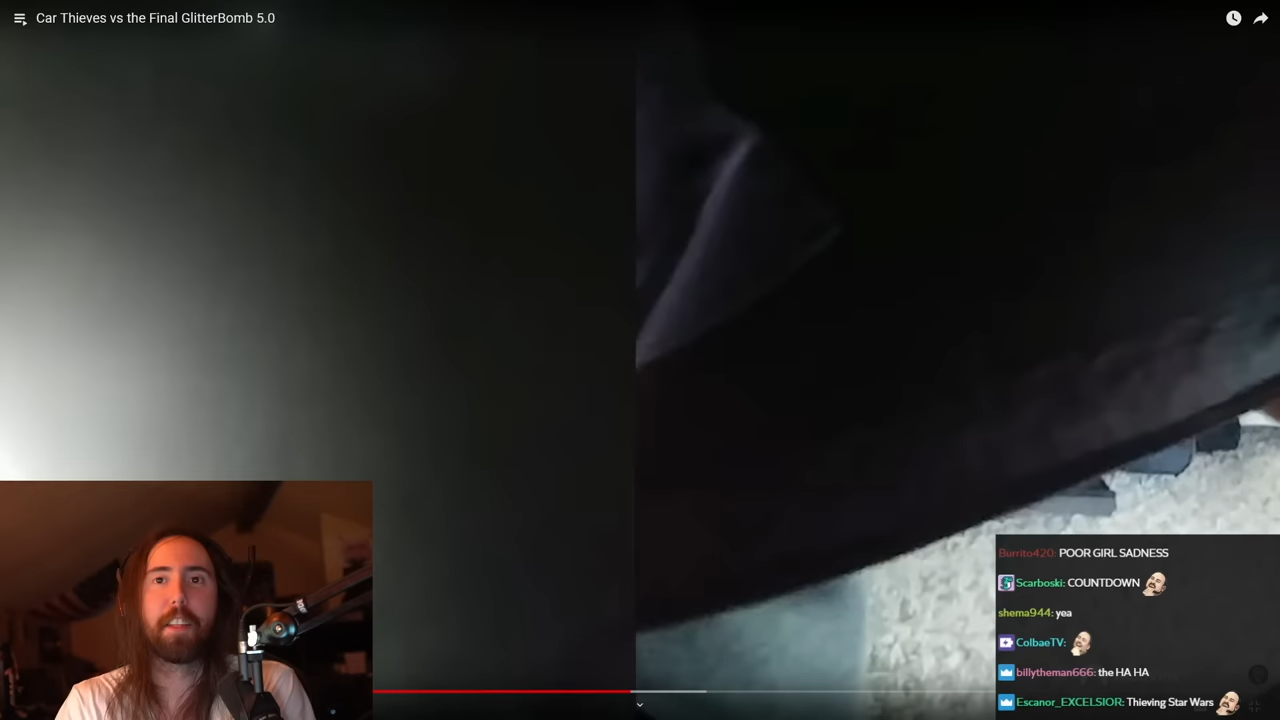 Car Thieves vs the Final GlitterBomb 5.0
Burrito420: POOR GIRL SADNESS
Scarboski: COUNTDOWN
shema944: yea
ColbaeTV:
billytheman666: the HA HA
Escanor_EXCELSIOR: Thieving Star Wars